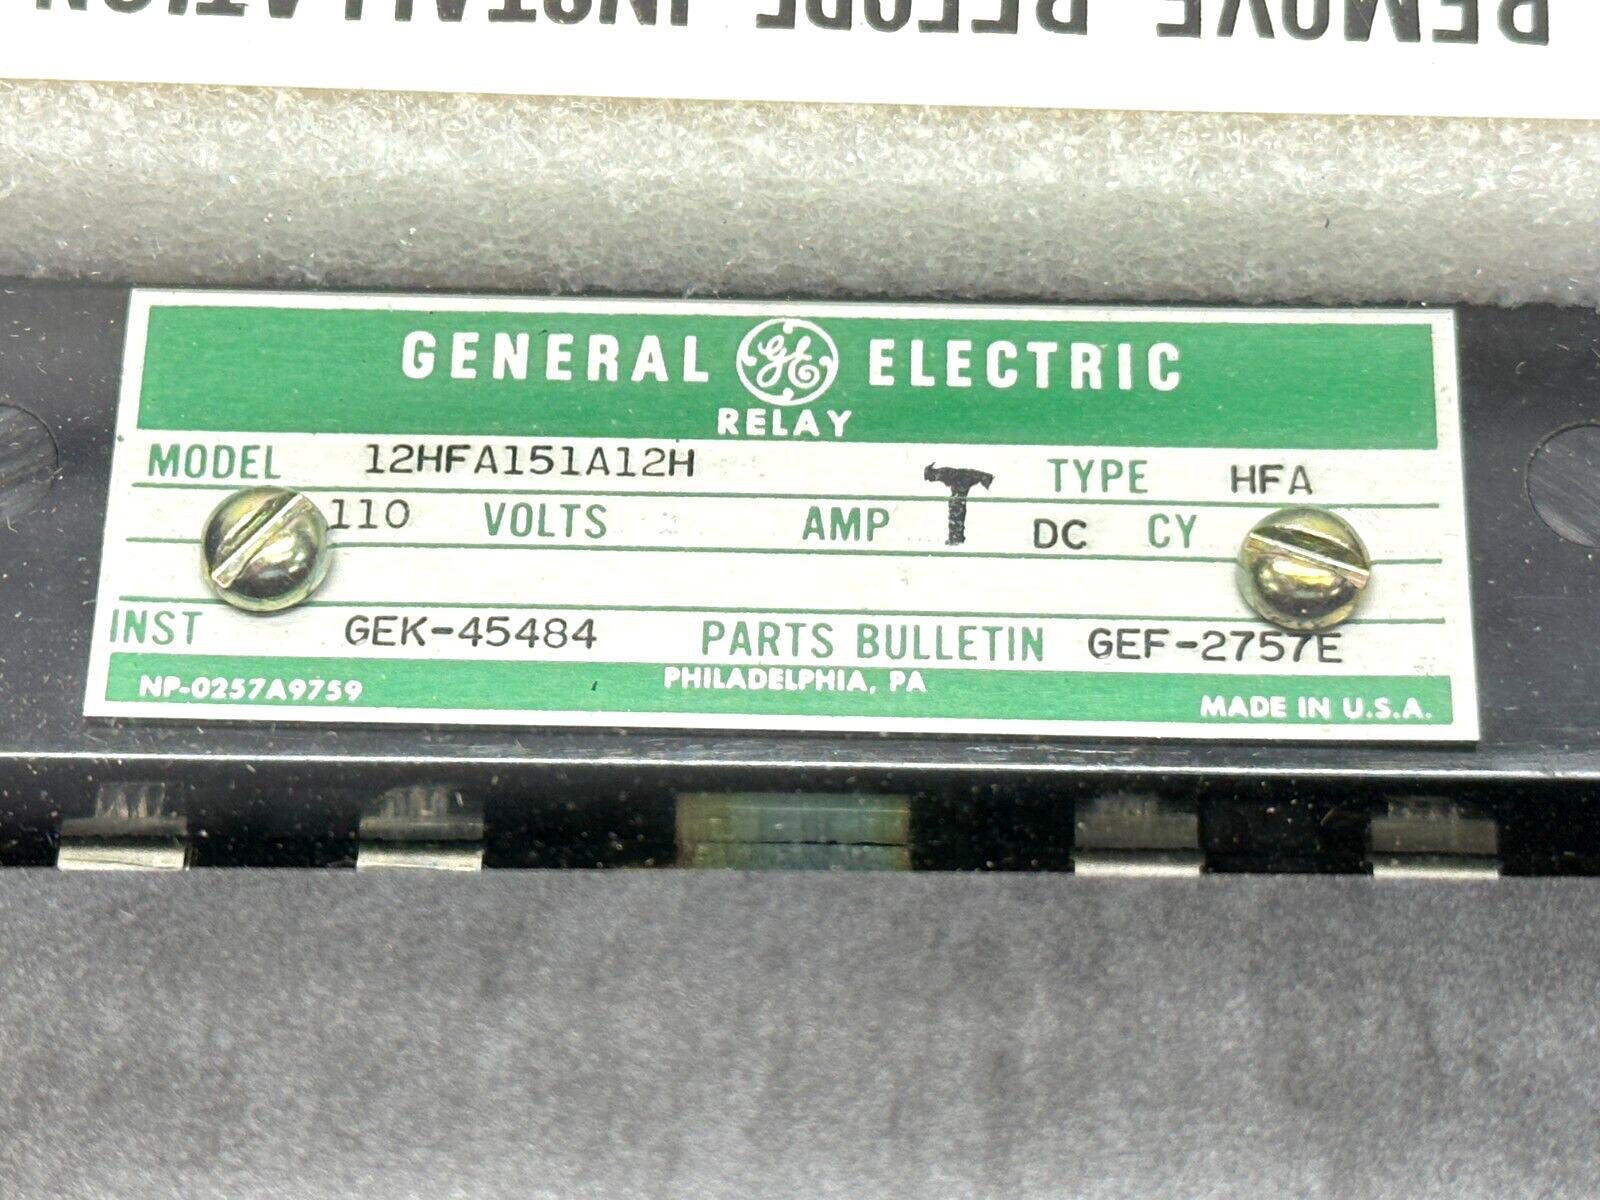 REMOVE BEFORE INSTALLATION
GENERAL GE ELECTRIC
RELAY
MODEL 12HFA151A12H TYPE HFA
110 VOLTS AMP DC CY
INST GEK-45484 PARTS BULLETIN GEF-2757E
NP-0257A9759 PHILADELPHIA, PA MADE IN U.S.A.